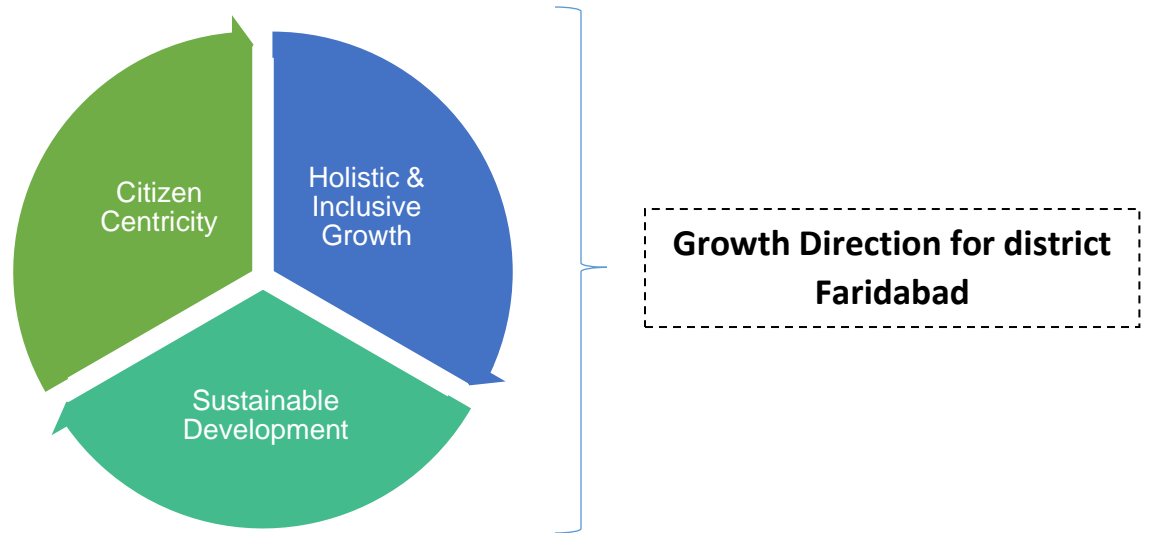 Citizen
Centricity
Holistic &
Inclusive
Growth
Sustainable
Development
Growth Direction for district
Faridabad